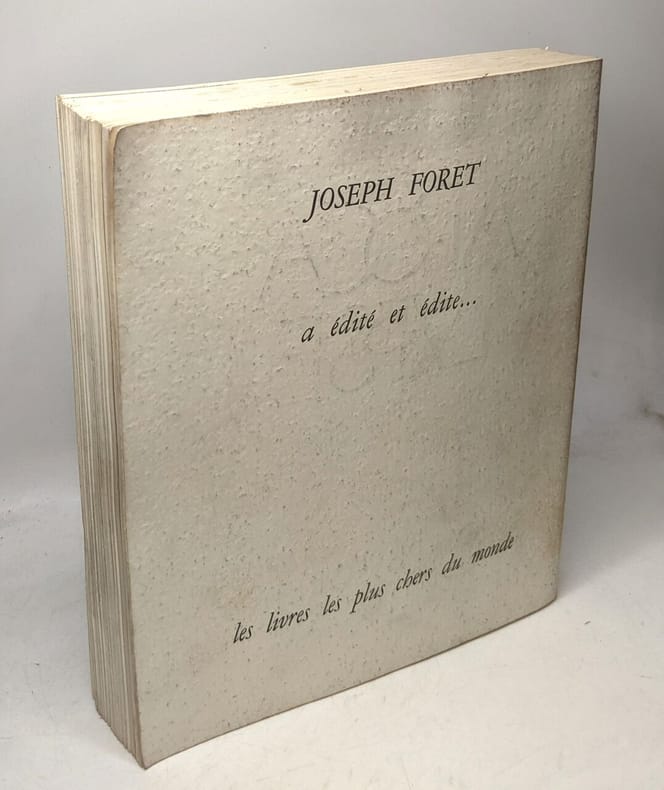 JOSEPH FORET
a édité et édite...
les livres les plus chers du monde